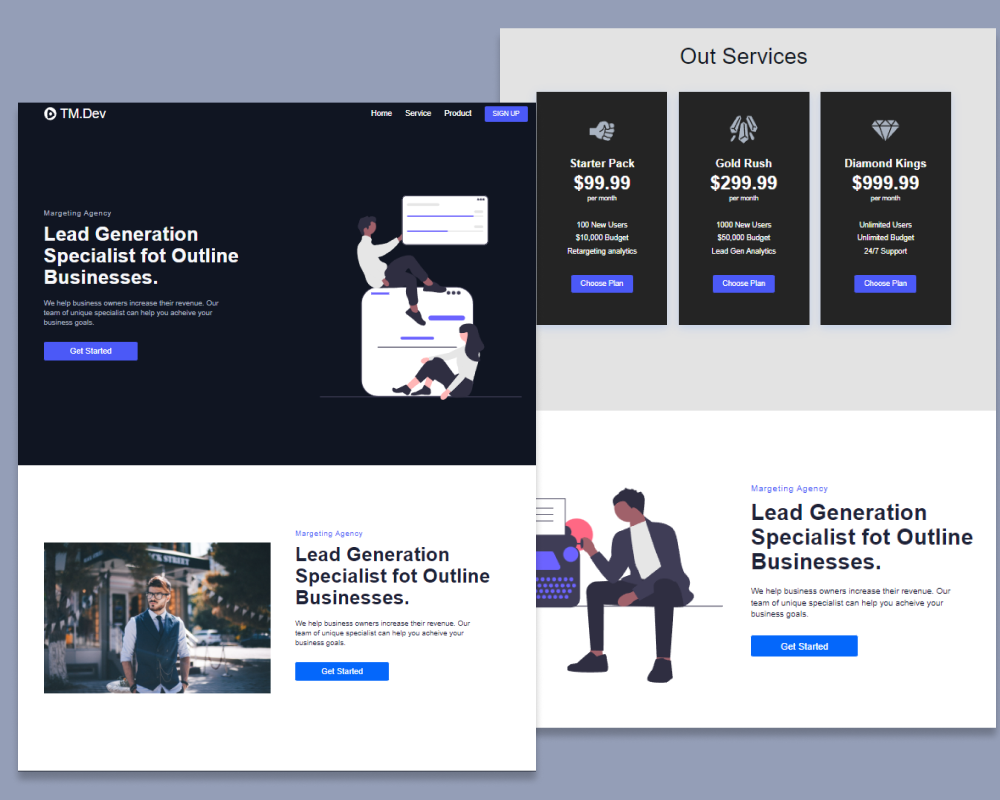 TM.Dev
Home Service Product SIGN UP
Margeting Agency
Lead Generation
Specialist fot Outline
Businesses.
We help business owners increase their revenue. Our
team of unique specialist can help you acheive your
business goals.
Get Started
Margeting Agency
Lead Generation
Specialist fot Outline
Businesses.
We help business owners increase their revenue. Our
team of unique specialist can help you acheive your
business goals.
Get Started
Out Services
Starter Pack
$99.99
per month
100 New Users
$10,000 Budget
Retargeting analytics
Choose Plan
Gold Rush
$299.99
per month
1000 New Users
$50,000 Budget
Lead Gen Analytics
Choose Plan
Diamond Kings
$999.99
per month
Unlimited Users
Unlimited Budget
24/7 Support
Choose Plan
Margeting Agency
Lead Generation
Specialist fot Outline
Businesses.
We help business owners increase their revenue. Our
team of unique specialist can help you acheive your
business goals.
Get Started